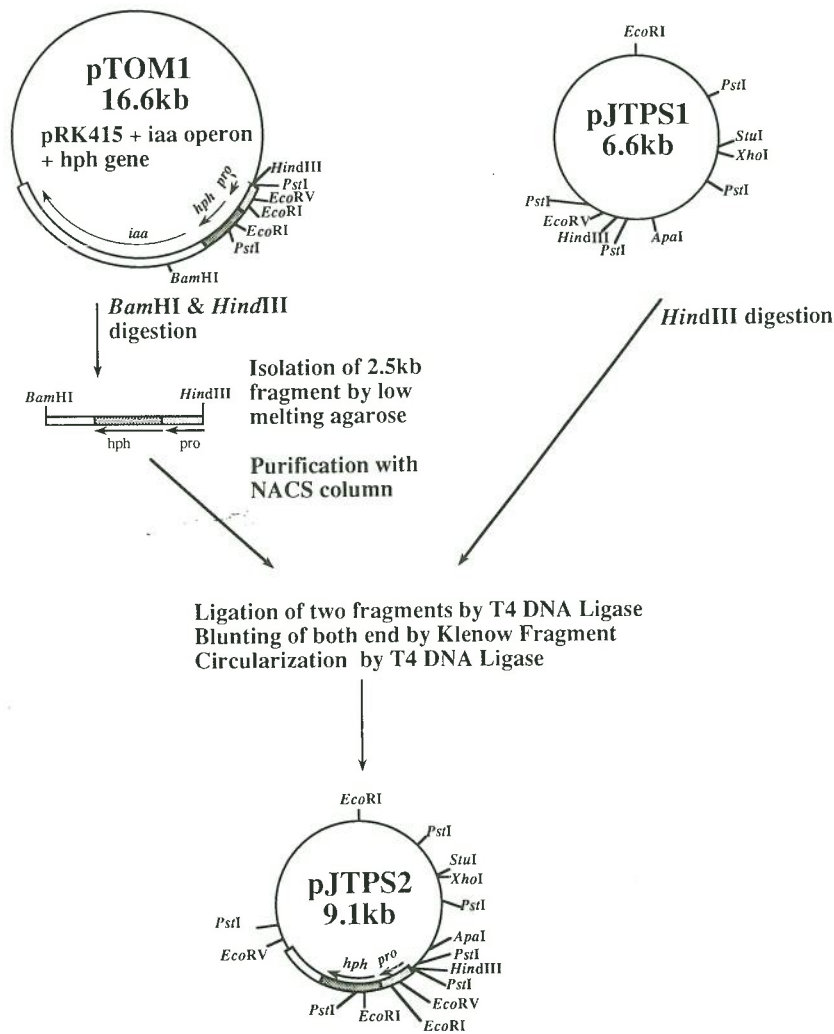 pTOM1
16.6kb
pRK415 + iaa operon
+ hph gene
HindIII
PstI
EcoRV
EcoRI
EcoRI
PstI
BamHI
pro
hph
iaa
EcoRI
PstI
pJTPS1
6.6kb
StuI
XhoI
PstI
PstI
EcoRV
HindIII
PstI
ApaI
BamHI & HindIII
digestion
HindIII digestion
Isolation of 2.5kb
fragment by low
melting agarose
BamHI
HindIII
hph
pro
Purification with
NACS column
Ligation of two fragments by T4 DNA Ligase
Blunting of both end by Klenow Fragment
Circularization by T4 DNA Ligase
EcoRI
PstI
StuI
XhoI
pJTPS2
9.1kb
PstI
PstI
EcoRV
ApaI
PstI
HindIII
PstI
EcoRV
EcoRI
hph
pro
PstI
EcoRI